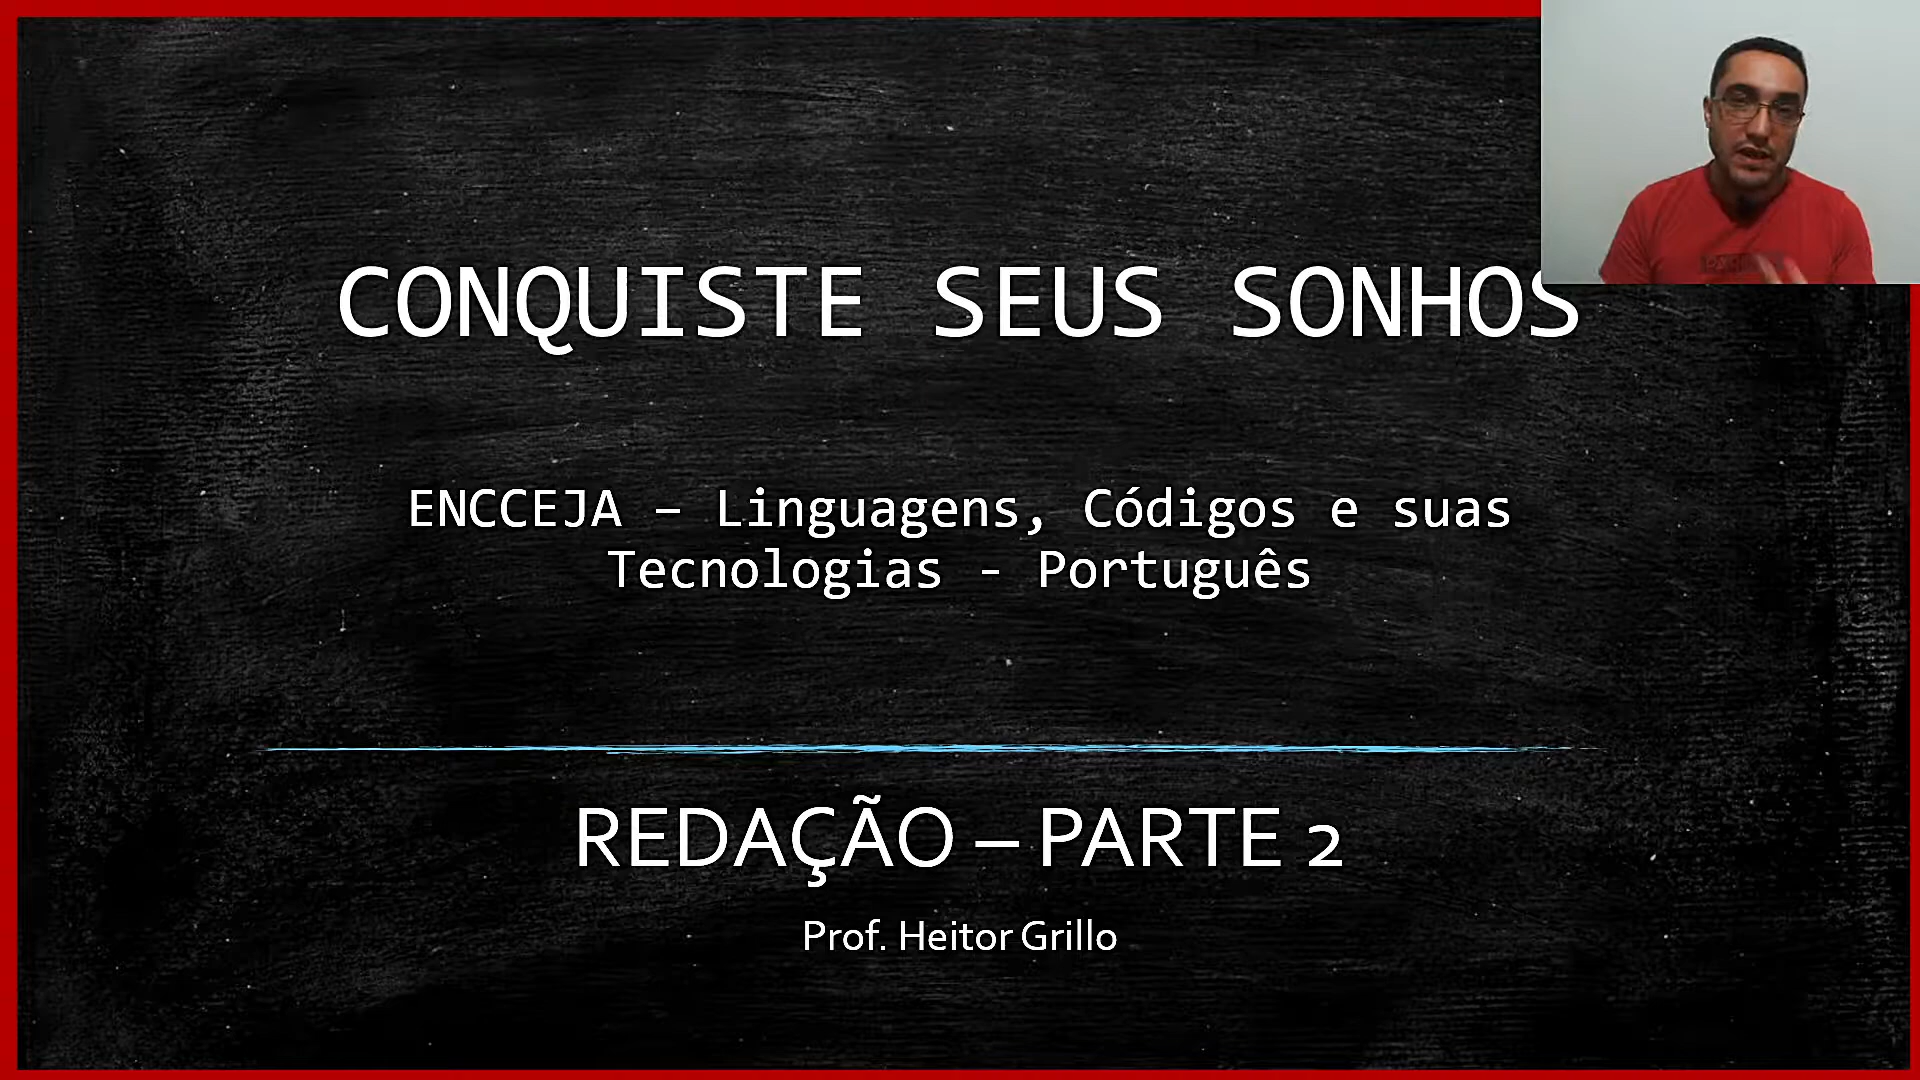 CONQUISTE SEUS SONHOS
ENCCEJA – Linguagens, Códigos e suas
Tecnologias - Português
REDAÇÃO – PARTE 2
Prof. Heitor Grillo